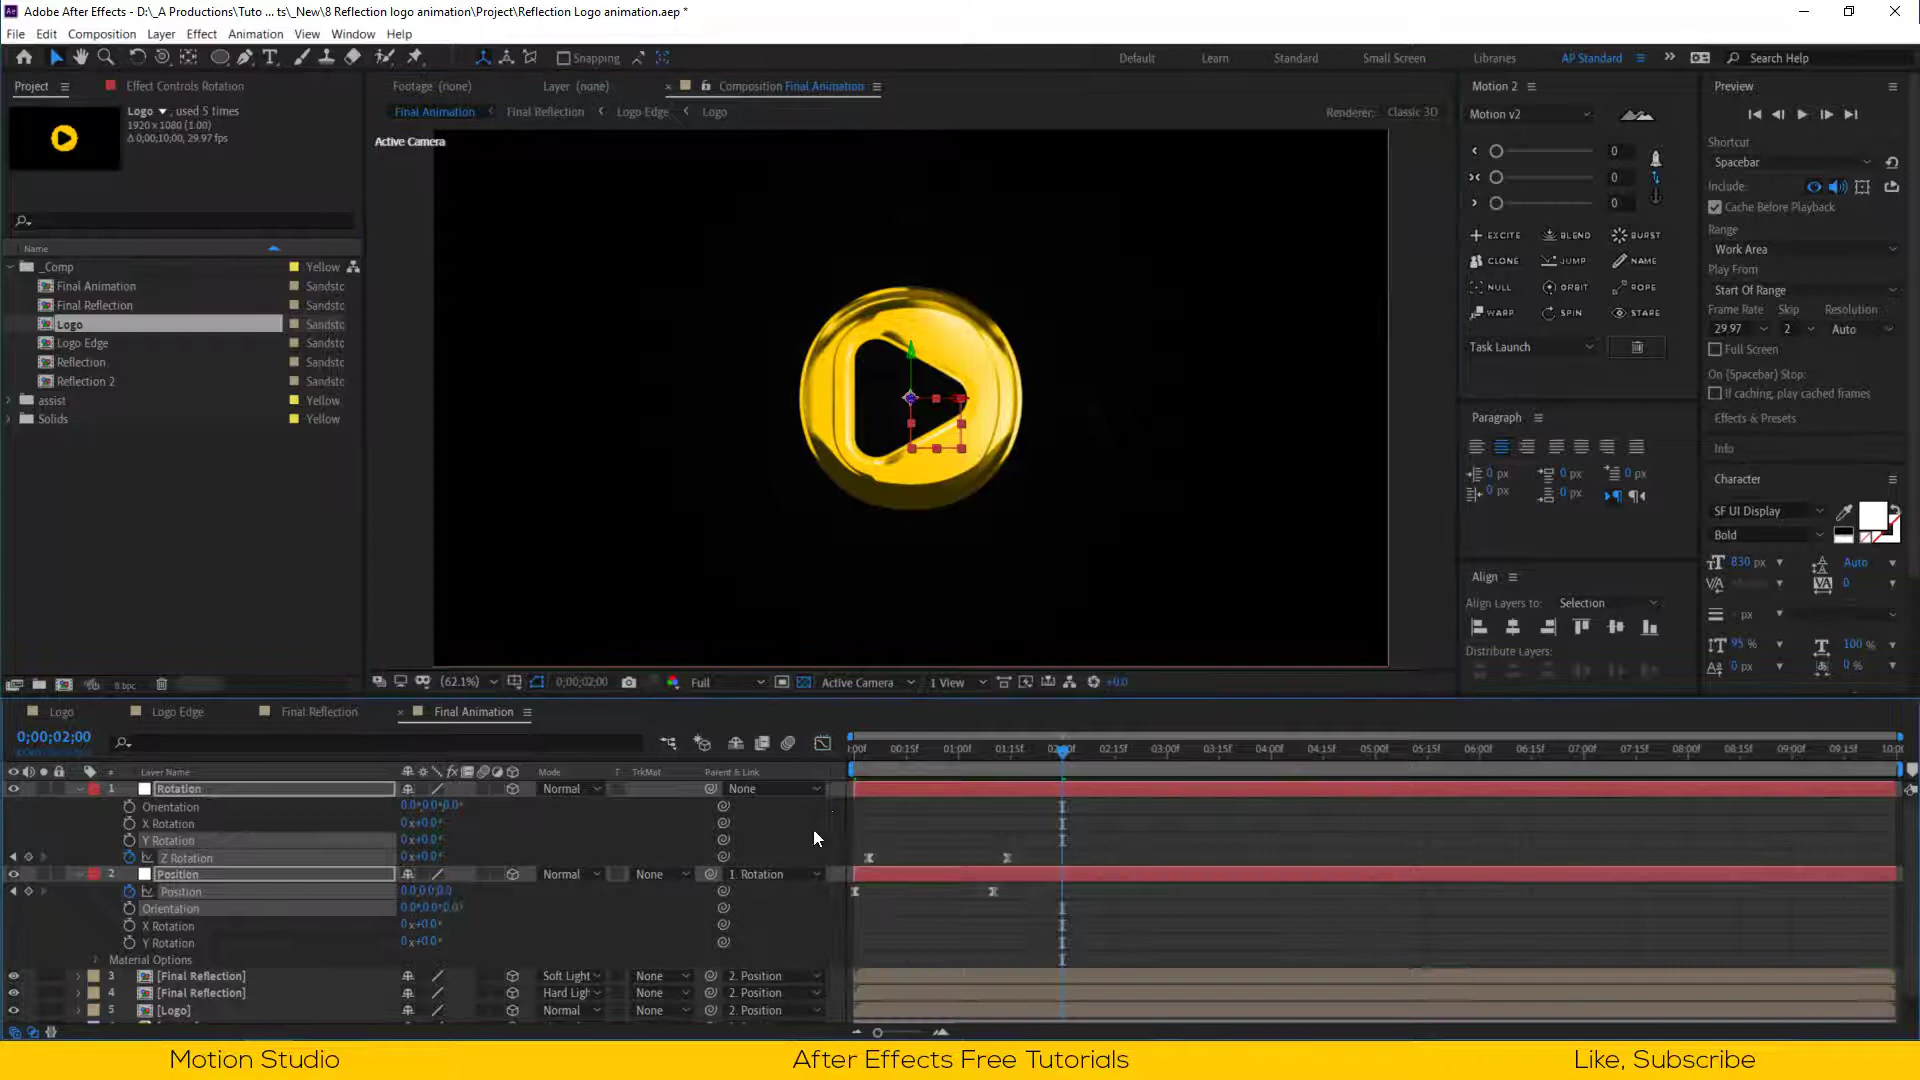 Adobe After Effects - D:\_A Productions\Tuto ... ts\_New\8 Reflection logo animation\Project\Reflection Logo animation.aep *
File Edit Composition Layer Effect Animation View Window Help
Snapping
Default Learn Standard Small Screen Libraries AP Standard Search Help
Project Effect Controls Rotation
Logo , used 5 times
1920 x 1080 (1.00)
Δ 0;00;10;00, 29.97 fps
Name
_Comp Yellow
Final Animation Sandstc
Final Reflection Sandstc
Logo Sandstc
Logo Edge Sandstc
Reflection Sandstc
Reflection 2 Sandstc
assist Yellow
Solids Yellow
8 bpc
Footage (none) Layer (none) Composition Final Animation
Final Animation Final Reflection Logo Edge Logo Renderer: Classic 3D
Active Camera
(62.1%) 0;00;02;00 Full Active Camera 1 View +0.0
Motion 2
Motion v2
0
0
0
EXCITE BLEND BURST
CLONE JUMP NAME
NULL ORBIT ROPE
WARP SPIN STARE
Task Launch
Paragraph
0 px 0 px 0 px
0 px 0 px
Align
Align Layers to: Selection
Distribute Layers:
Preview
Shortcut
Spacebar
Include:
Cache Before Playback
Range
Work Area
Play From
Start Of Range
Frame Rate Skip Resolution
29.97 2 Auto
Full Screen
On (Spacebar) Stop:
If caching, play cached frames
Effects & Presets
Info
Character
SF UI Display
Bold
830 px Auto
0
- px
95 % 100 %
0 px 0 %
Logo Logo Edge Final Reflection Final Animation
0;00;02;00
:00f 00:15f 01:00f 01:15f 02:00f 02:15f 03:00f 03:15f 04:00f 04:15f 05:00f 05:15f 06:00f 06:15f 07:00f 07:15f 08:00f 08:15f 09:00f 09:15f 10:0
# Layer Name Mode T TrkMat Parent & Link
1 Rotation Normal None
Orientation 0.0°,0.0°,0.0°
X Rotation 0x+0.0°
Y Rotation 0x+0.0°
Z Rotation 0x+0.0°
2 Position Normal None 1. Rotation
Position 0.0,0.0,0.0
Orientation 0.0°,0.0°,0.0°
X Rotation 0x+0.0°
Y Rotation 0x+0.0°
Material Options
3 [Final Reflection] Soft Light None 2. Position
4 [Final Reflection] Hard Ligh None 2. Position
5 [Logo] Normal None 2. Position
Motion Studio After Effects Free Tutorials Like, Subscribe